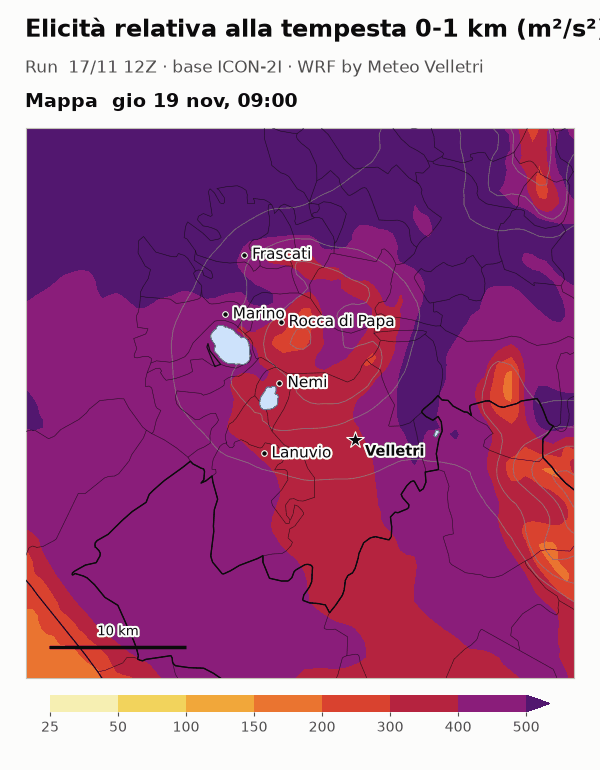 Elicità relativa alla tempesta 0-1 km (m²/s²)
Run 17/11 12Z · base ICON-2I · WRF by Meteo Velletri
Mappa gio 19 nov, 09:00
Frascati
Marino
Rocca di Papa
Nemi
Velletri
Lanuvio
10 km
25 50 100 150 200 300 400 500